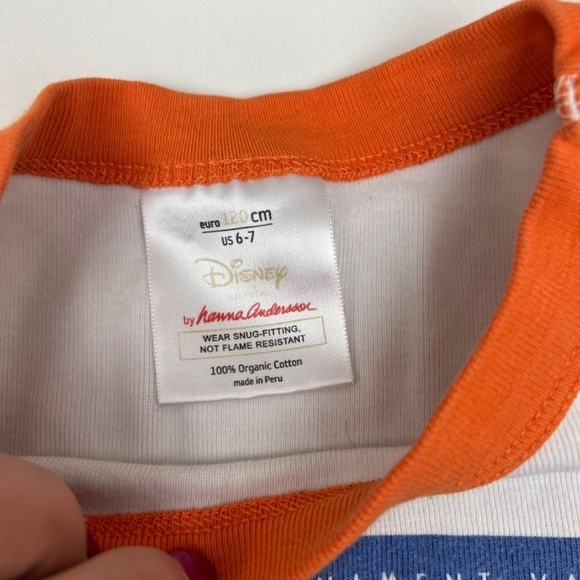 euro 120 cm
US 6-7
Disney
by hanna Andersson
WEAR SNUG-FITTING.
NOT FLAME RESISTANT
100% Organic Cotton
made in Peru